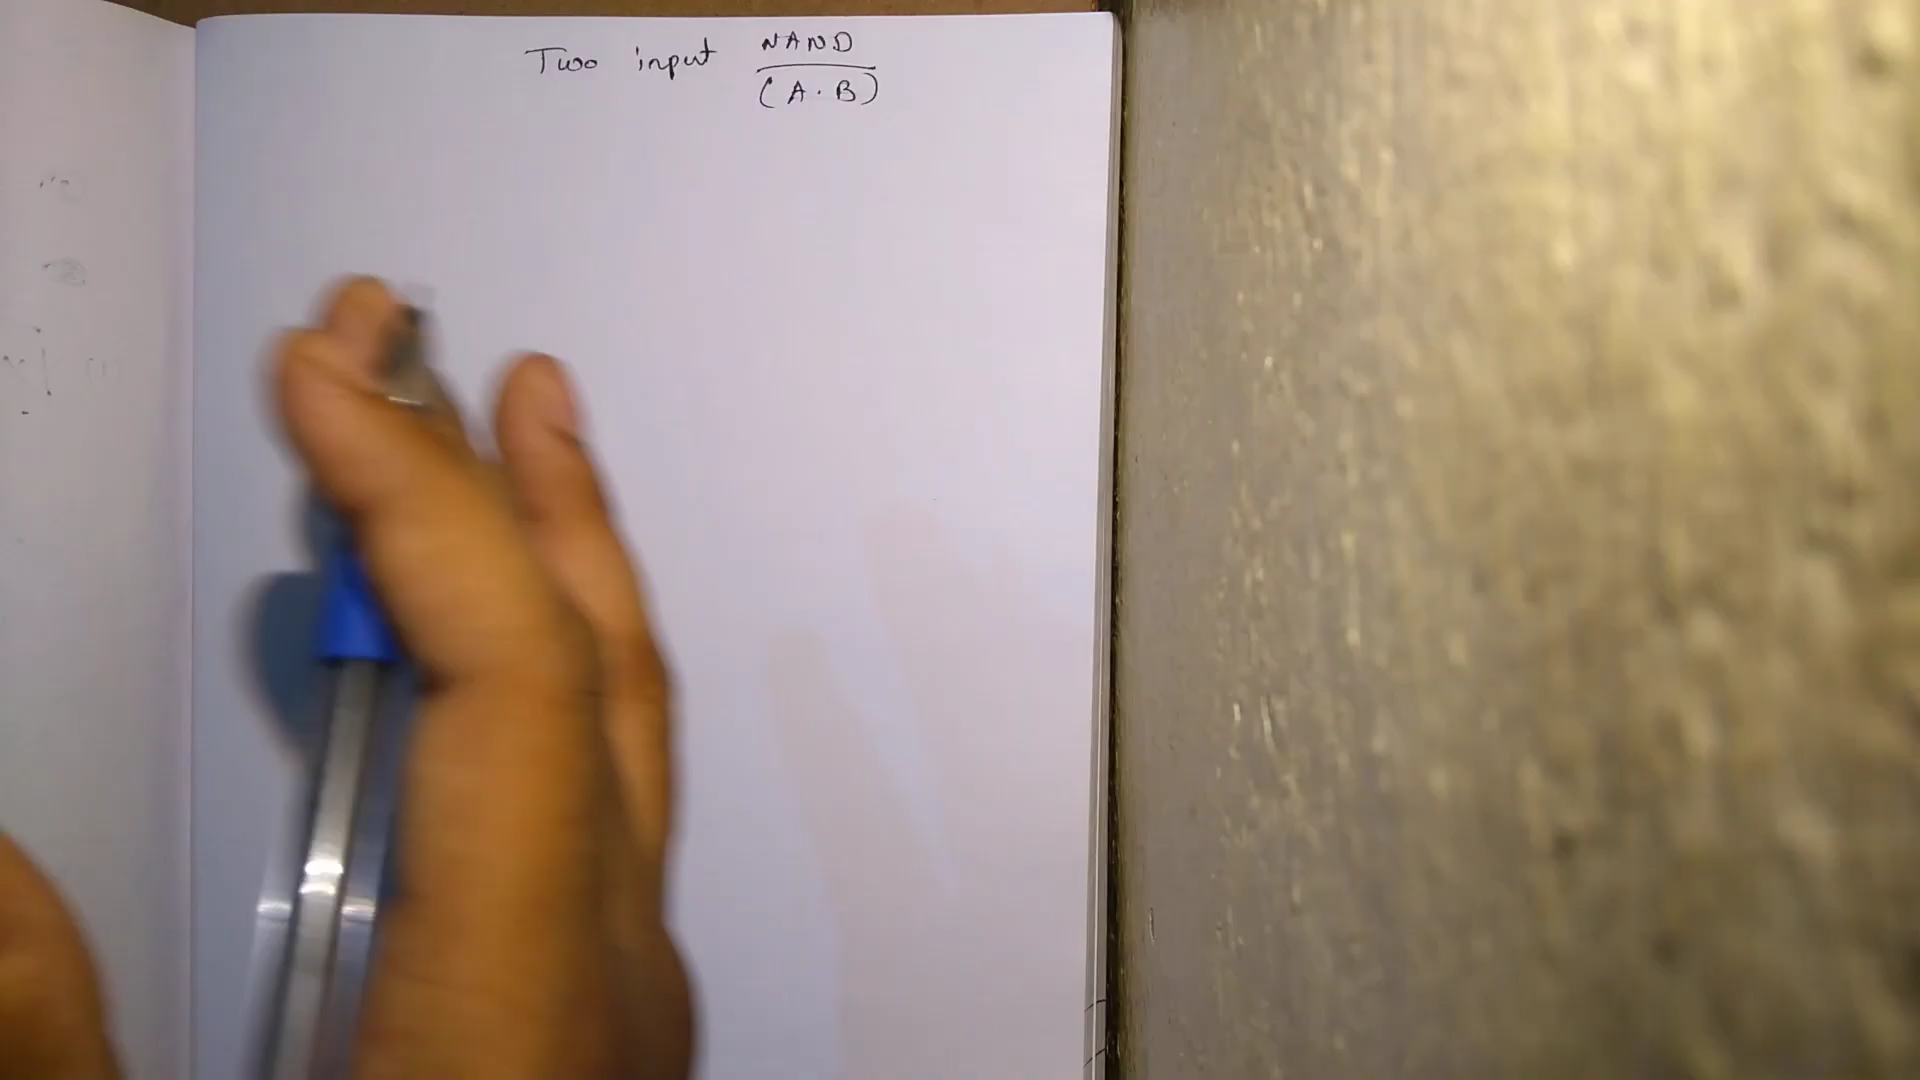 Two input NAND
(A · B)